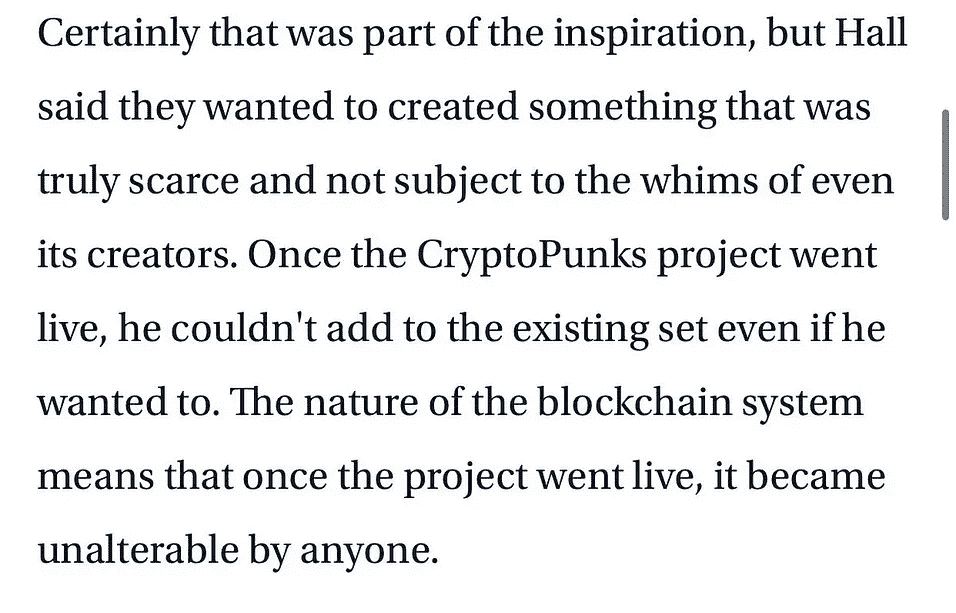 Certainly that was part of the inspiration, but Hall
said they wanted to created something that was
truly scarce and not subject to the whims of even
its creators. Once the CryptoPunks project went
live, he couldn't add to the existing set even if he
wanted to. The nature of the blockchain system
means that once the project went live, it became
unalterable by anyone.